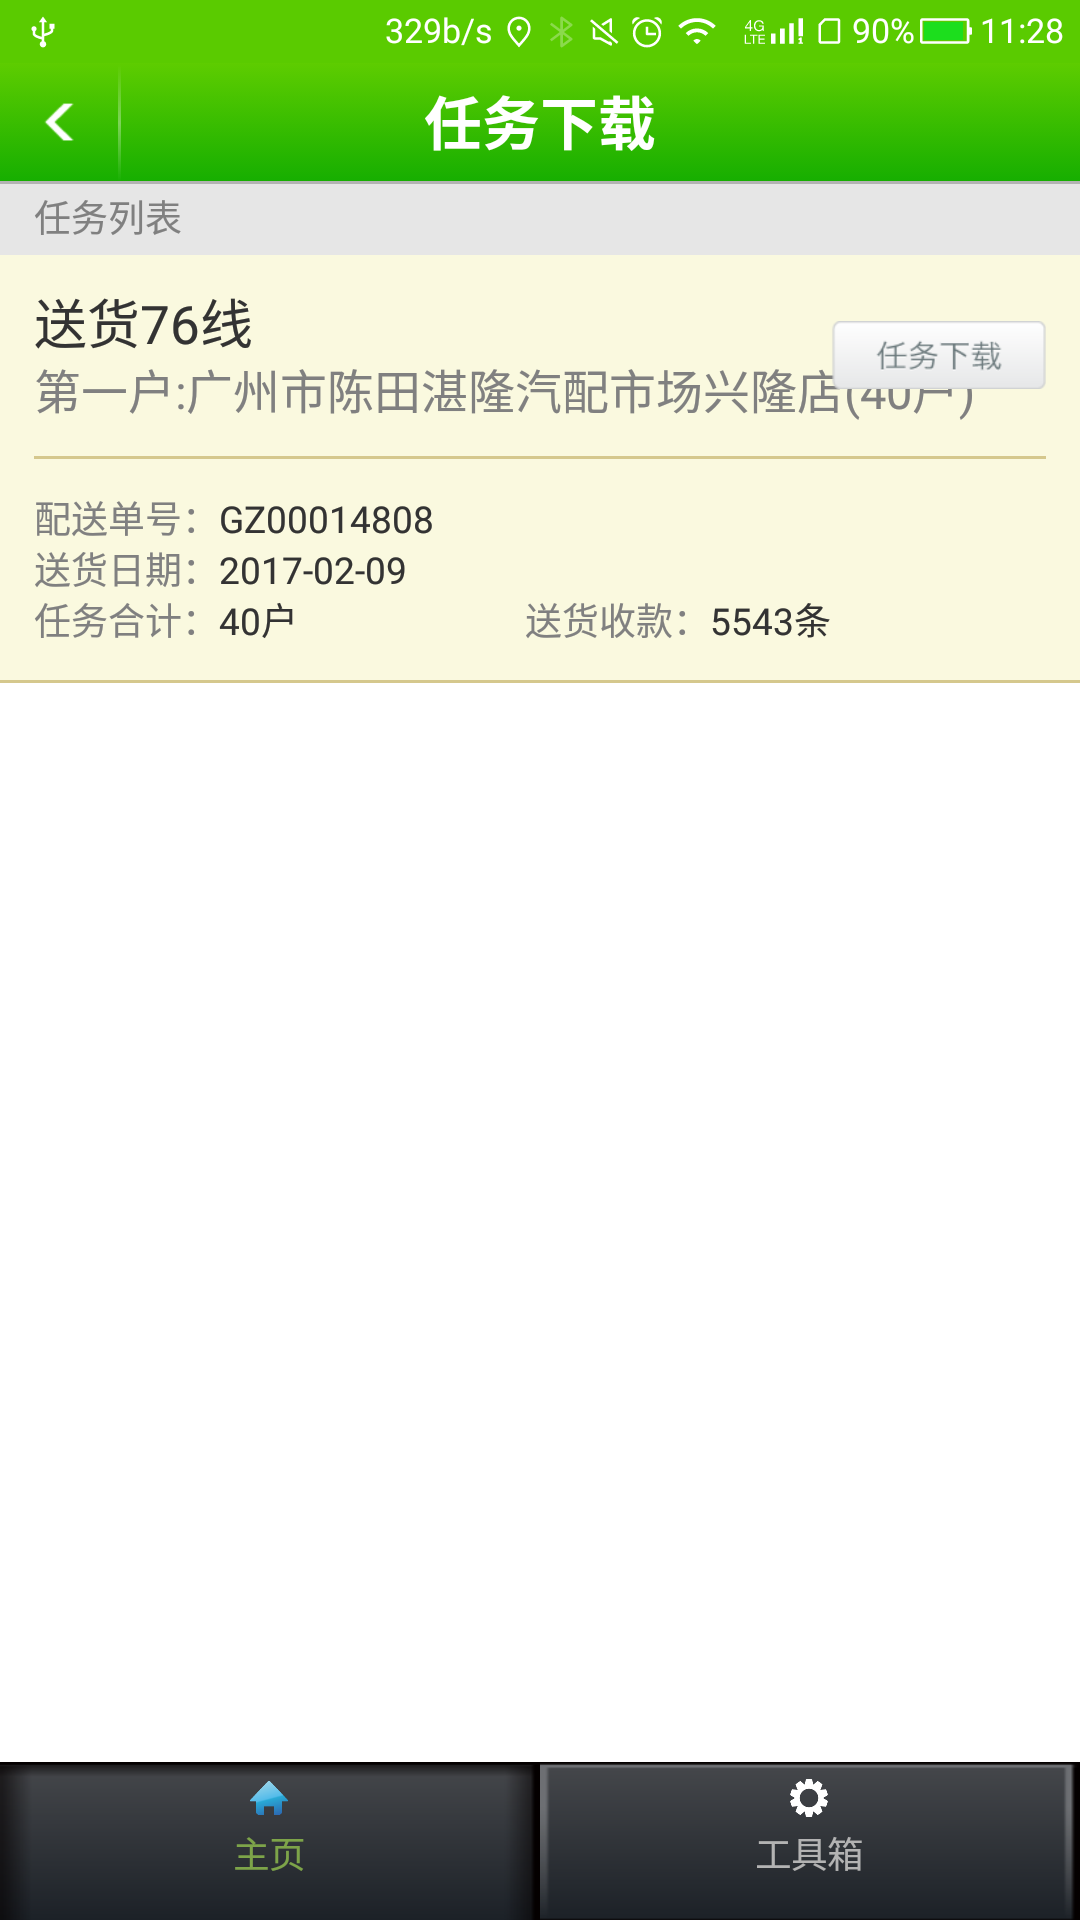 329b/s 4G LTE 90% 11:28
任务下载
任务列表
送货76线
任务下载
第一户:广州市陈田湛隆汽配市场兴隆店(40户)
配送单号：GZ00014808
送货日期：2017-02-09
任务合计：40户 送货收款：5543条
主页 工具箱